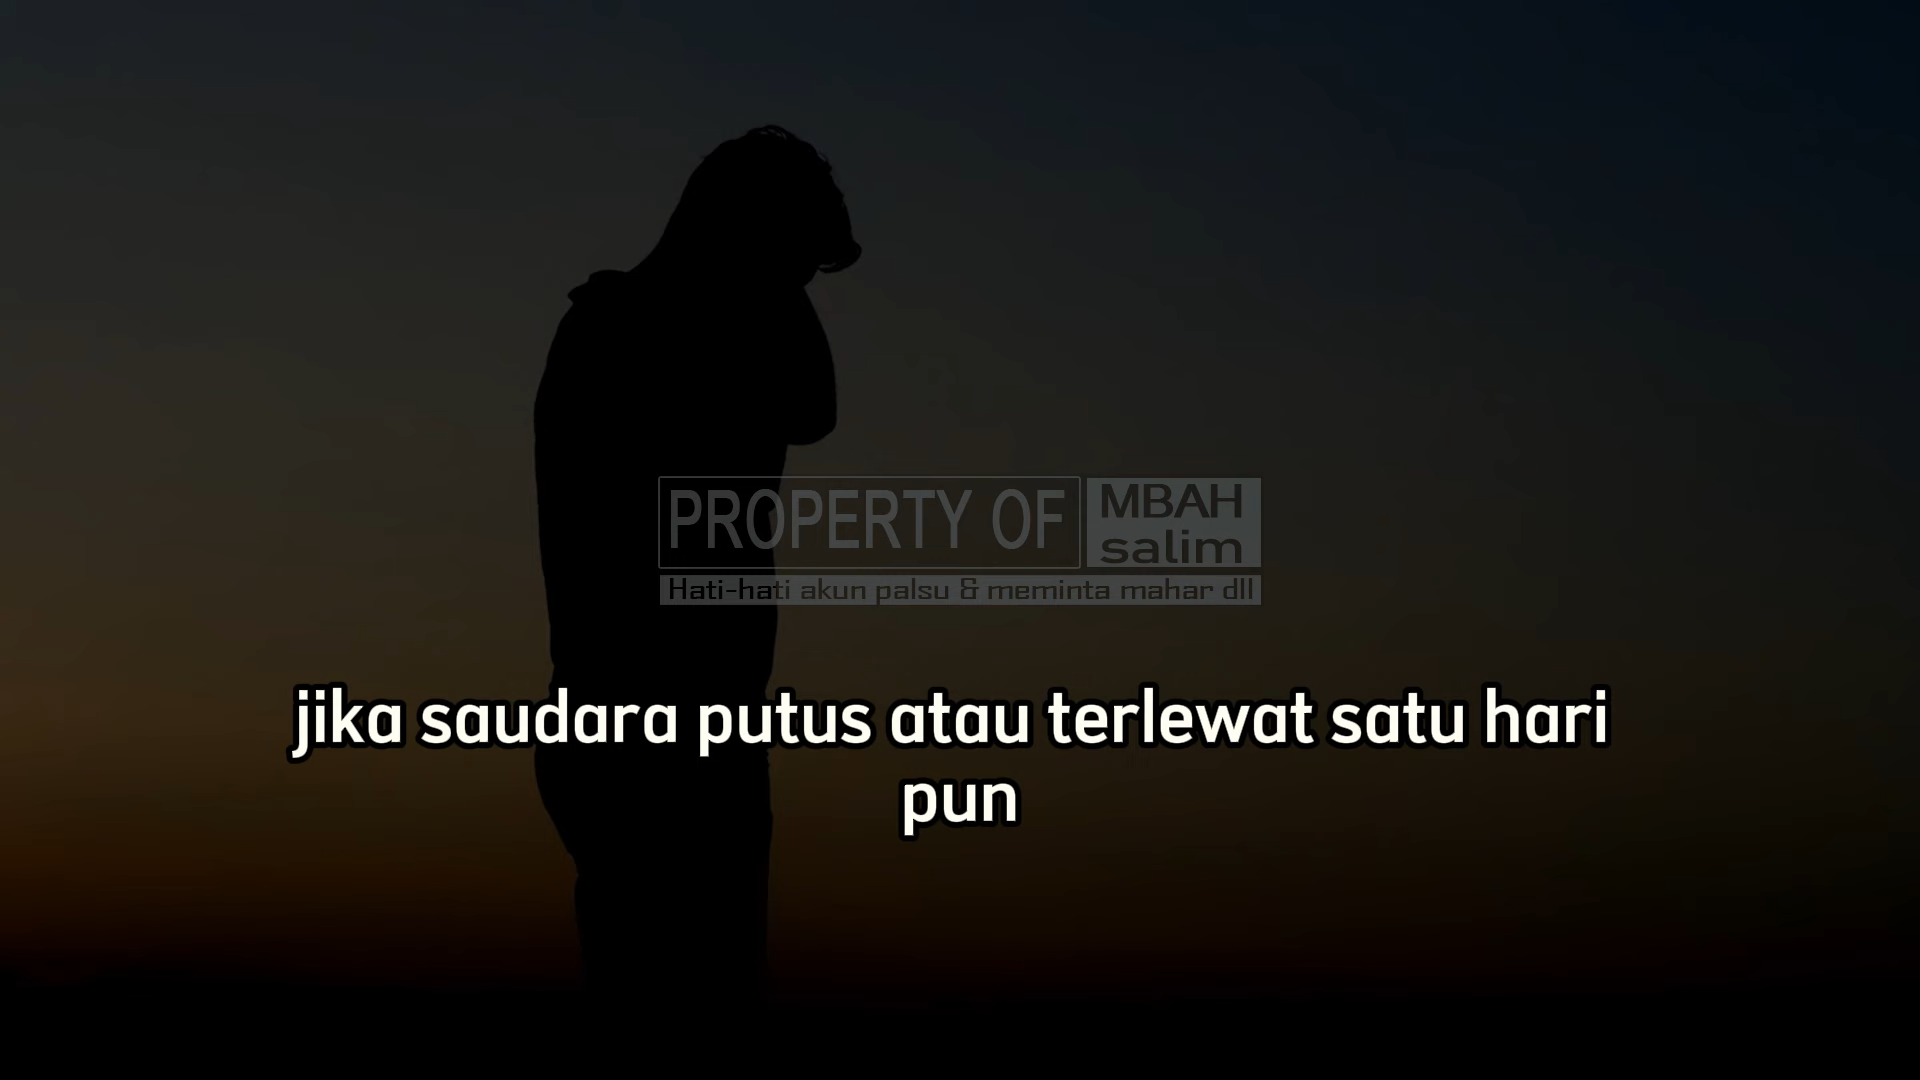 PROPERTY OF MBAH
salim
Hati-hati akun palsu & meminta mahar dll
jika saudara putus atau terlewat satu hari
pun